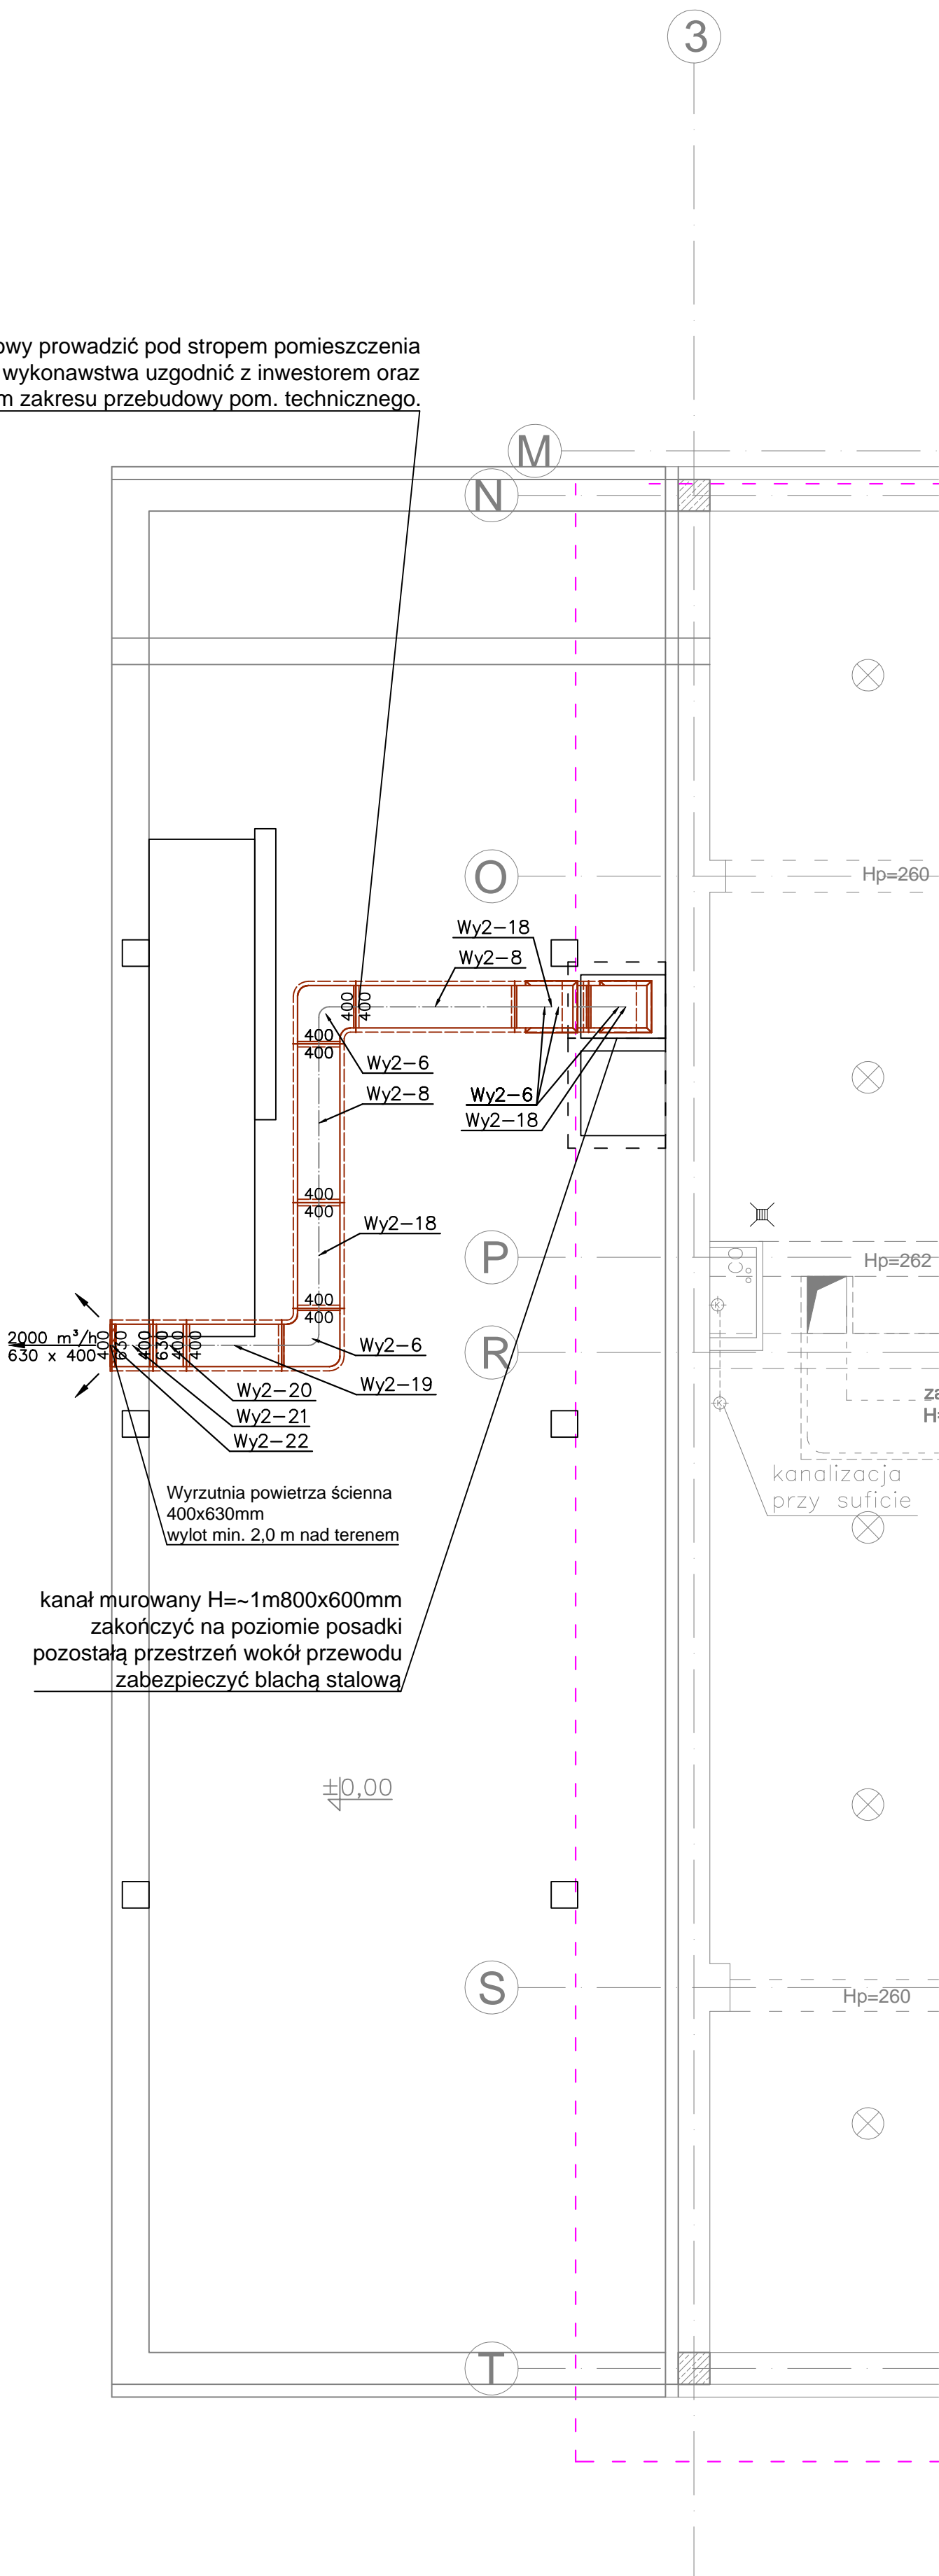 3
owy prowadzić pod stropem pomieszczenia
wykonawstwa uzgodnić z inwestorem oraz
m zakresu przebudowy pom. technicznego.
M
N
O
Hp=260
Wy2-18
Wy2-8
400
400
400
400
Wy2-6
Wy2-8
Wy2-6
Wy2-18
400
400
Wy2-18
P
CO
Hp=262
K
400
400
2000 m³/h
630 x 400
400
630
400
630
400
400
Wy2-6
R
Wy2-19
Wy2-20
Wy2-21
Wy2-22
K
za
H=
kanalizacja
przy suficie
Wyrzutnia powietrza ścienna
400x630mm
wylot min. 2,0 m nad terenem
kanał murowany H=~1m800x600mm
zakończyć na poziomie posadki
pozostałą przestrzeń wokół przewodu
zabezpieczyć blachą stalową
±0,00
S
Hp=260
T